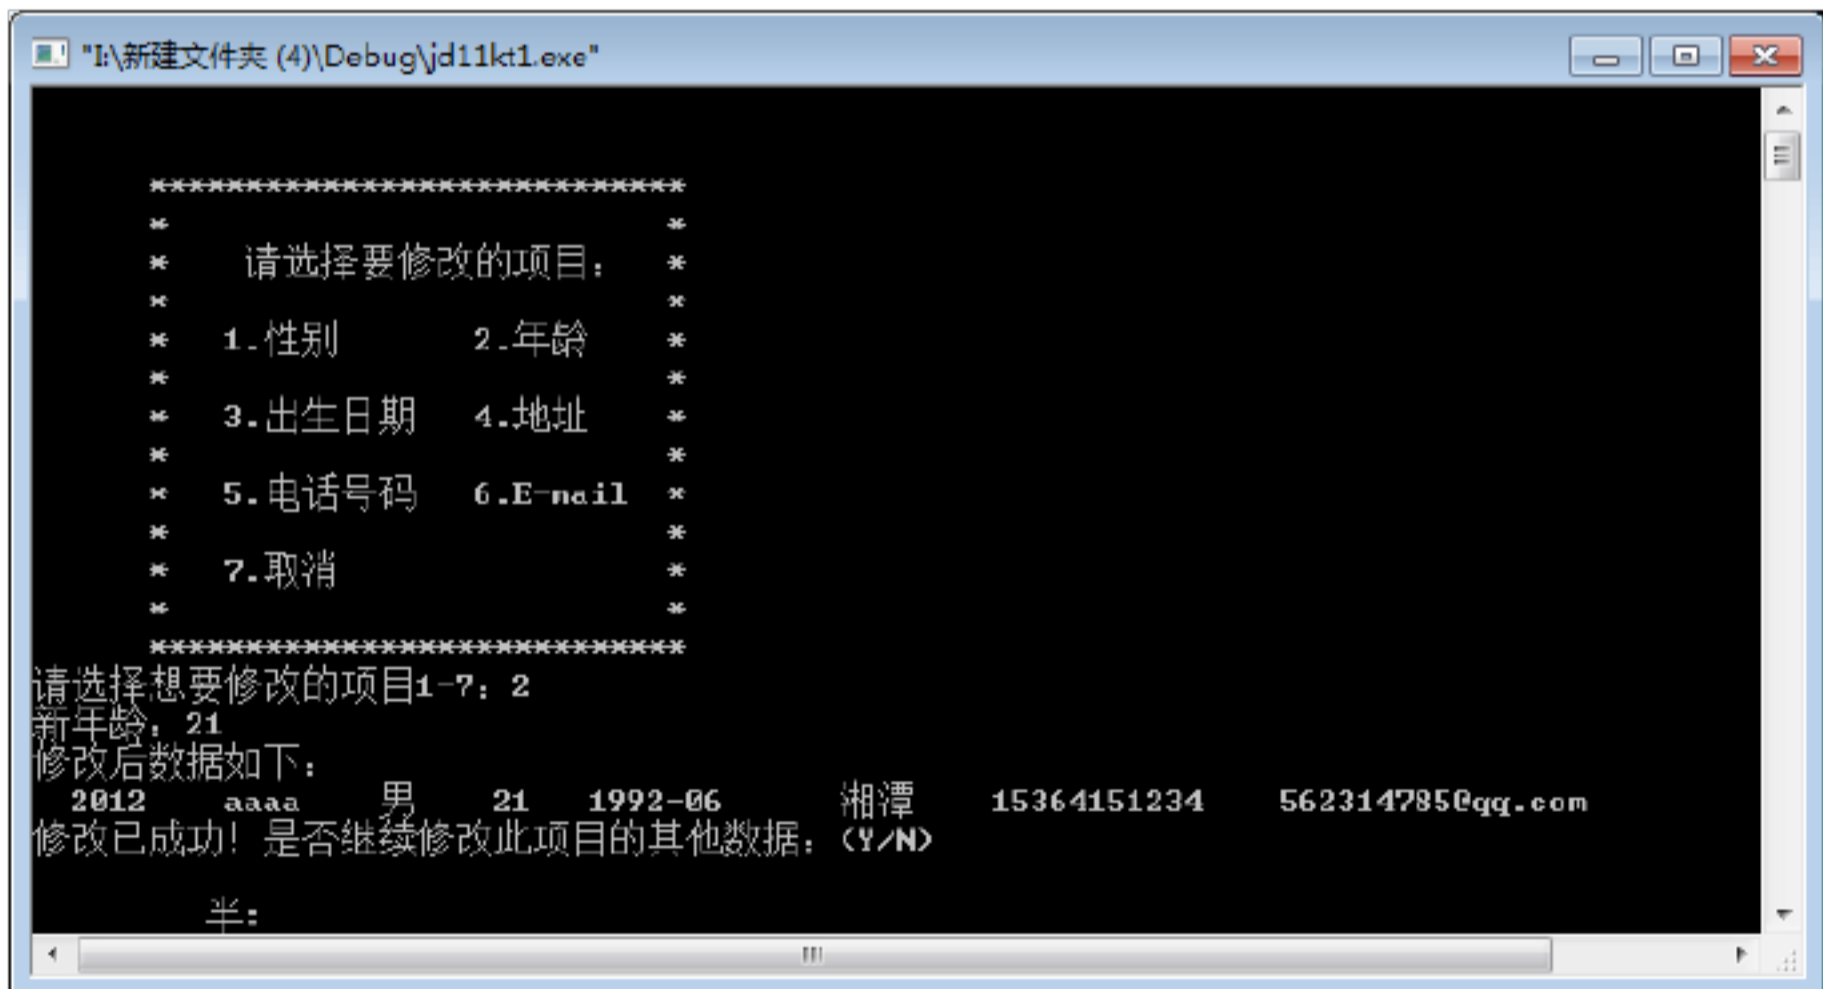 "I:\新建文件夹 (4)\Debug\jd11kt1.exe"
****************************
* *
* 请选择要修改的项目: *
* *
* 1.性别 2.年龄 *
* *
* 3.出生日期 4.地址 *
* *
* 5.电话号码 6.E-mail *
* *
* 7.取消 *
* *
****************************
请选择想要修改的项目1-7: 2
新年龄: 21
修改后数据如下:
2012 aaaa 男 21 1992-06 湘潭 15364151234 562314785@qq.com
修改已成功! 是否继续修改此项目的其他数据: (Y/N)
半: